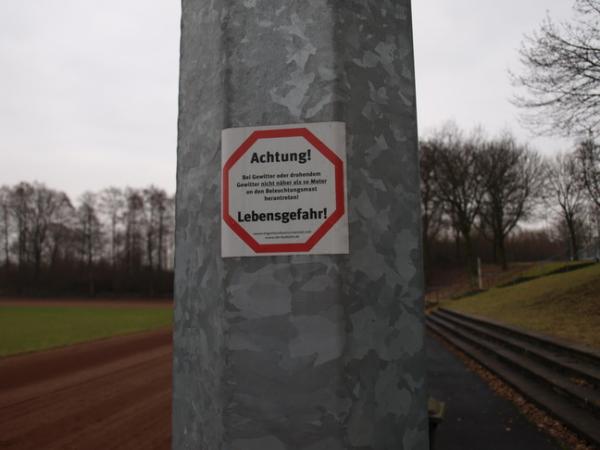 Achtung!
Bei Gewitter oder drohendem
Gewitter nicht näher als 10 Meter
an den Beleuchtungsmast
herantreten!
Lebensgefahr!